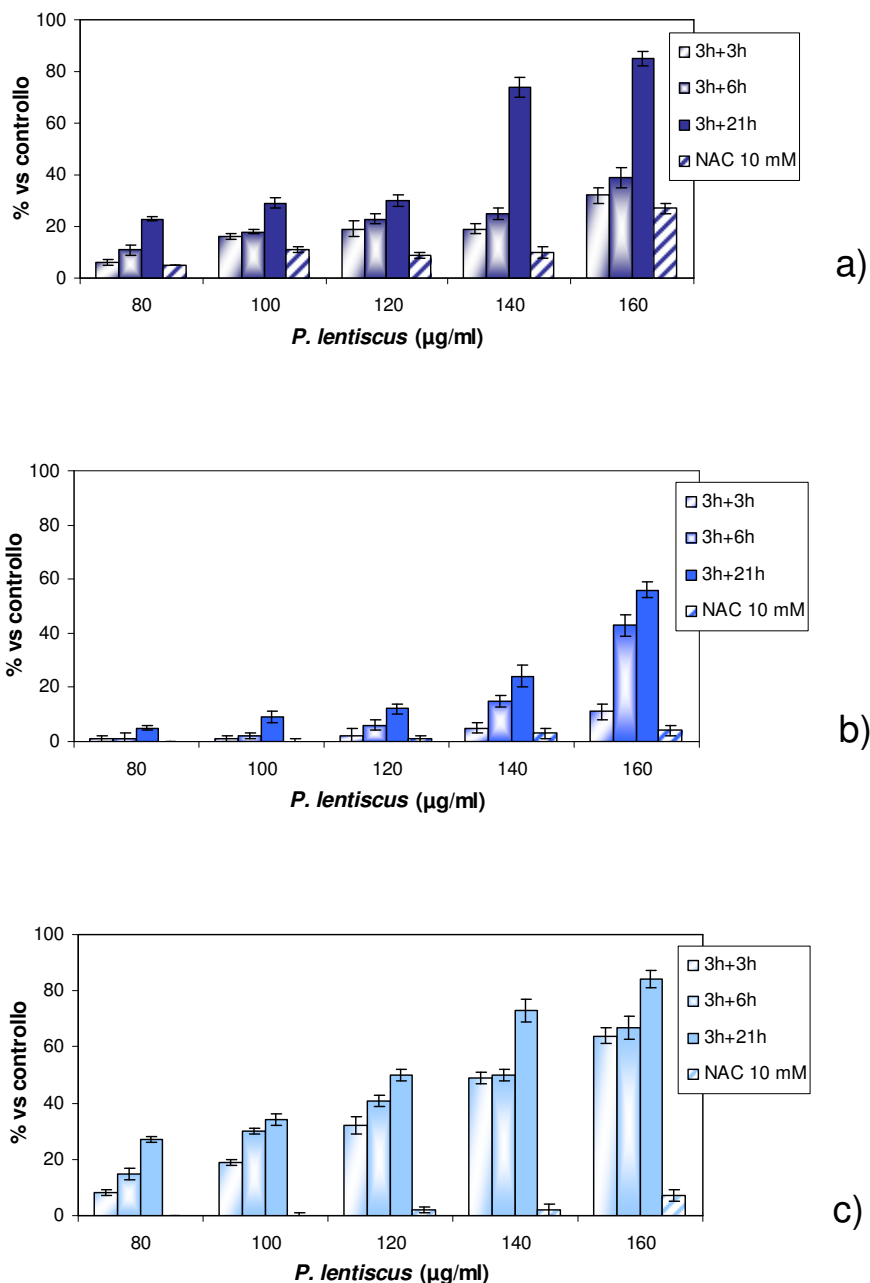 100
80
60
40
20
0
% vs controllo
80 100 120 140 160
P. lentiscus (µg/ml)
3h+3h
3h+6h
3h+21h
NAC 10 mM
a)
100
80
60
40
20
0
% vs controllo
80 100 120 140 160
P. lentiscus (µg/ml)
3h+3h
3h+6h
3h+21h
NAC 10 mM
b)
100
80
60
40
20
0
% vs controllo
80 100 120 140 160
P. lentiscus (µg/ml)
3h+3h
3h+6h
3h+21h
NAC 10 mM
c)